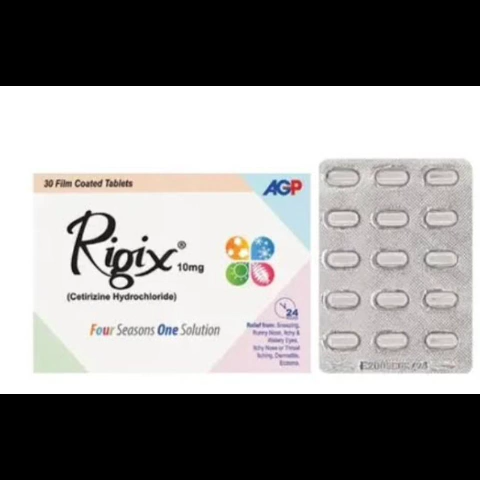 30 Film Coated Tablets
AGP
Rigix® 10mg
(Cetirizine Hydrochloride)
Four Seasons One Solution
24
Relief from: Sneezing,
Runny Nose, Itchy &
Watery Eyes,
Itchy Nose or Throat
Itching, Dermatitis,
Eczema.